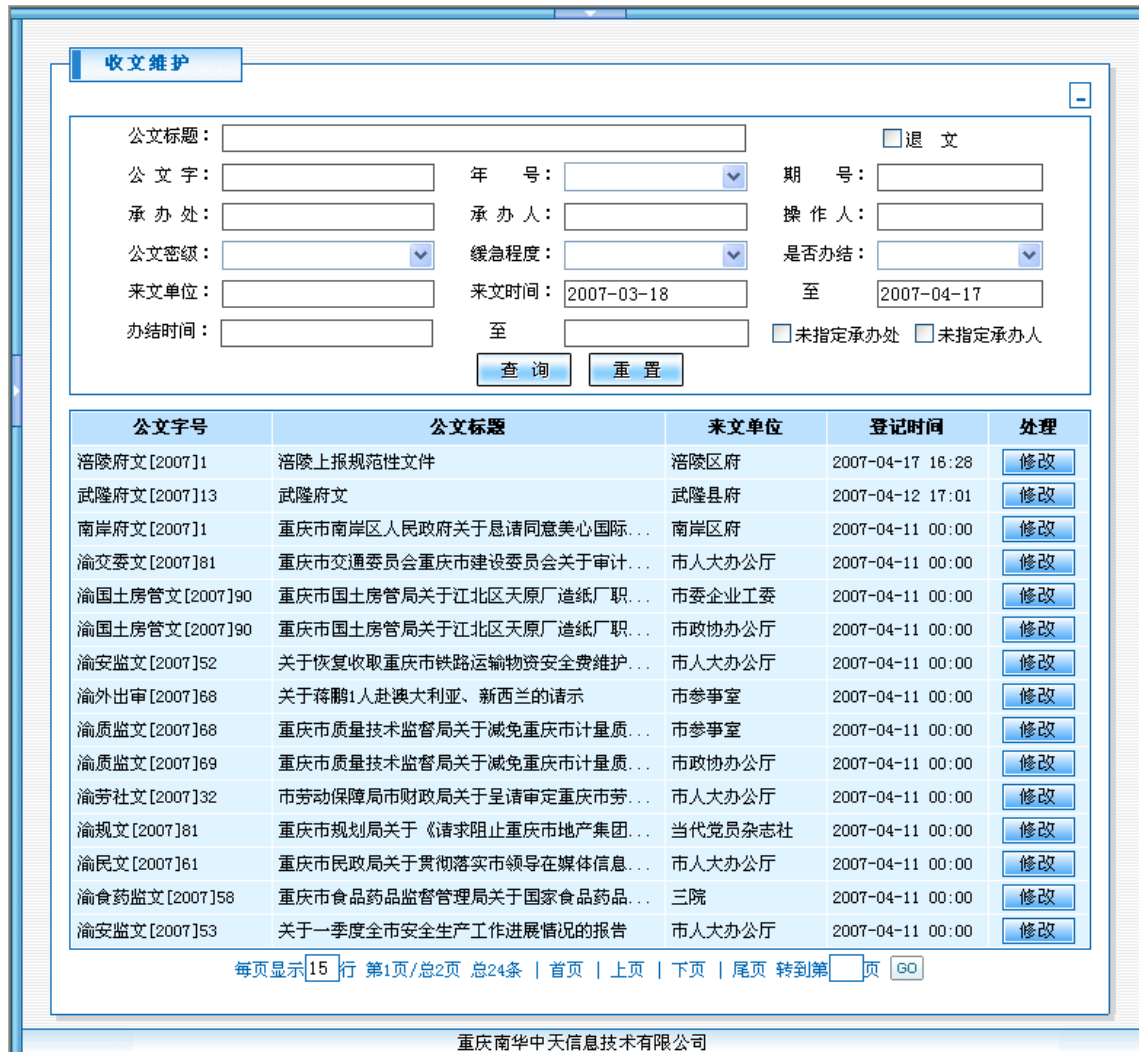 收文维护
公文标题： 退 文
公 文 字： 年 号： 期 号：
承 办 处： 承 办 人： 操 作 人：
公文密级： 缓急程度： 是否办结：
来文单位： 来文时间： 2007-03-18 至 2007-04-17
办结时间： 至 未指定承办处 未指定承办人
查 询 重 置
公文字号 公文标题 来文单位 登记时间 处理
涪陵府文[2007]1 涪陵上报规范性文件 涪陵区府 2007-04-17 16:28 修改
武隆府文[2007]13 武隆府文 武隆县府 2007-04-12 17:01 修改
南岸府文[2007]1 重庆市南岸区人民政府关于恳请同意美心国际... 南岸区府 2007-04-11 00:00 修改
渝交委文[2007]81 重庆市交通委员会重庆市建设委员会关于审计... 市人大办公厅 2007-04-11 00:00 修改
渝国土房管文[2007]90 重庆市国土房管局关于江北区天原厂造纸厂职... 市委企业工委 2007-04-11 00:00 修改
渝国土房管文[2007]90 重庆市国土房管局关于江北区天原厂造纸厂职... 市政协办公厅 2007-04-11 00:00 修改
渝安监文[2007]52 关于恢复收取重庆市铁路运输物资安全费维护... 市人大办公厅 2007-04-11 00:00 修改
渝外出审[2007]68 关于蒋鹏1人赴澳大利亚、新西兰的请示 市参事室 2007-04-11 00:00 修改
渝质监文[2007]68 重庆市质量技术监督局关于减免重庆市计量质... 市参事室 2007-04-11 00:00 修改
渝质监文[2007]69 重庆市质量技术监督局关于减免重庆市计量质... 市政协办公厅 2007-04-11 00:00 修改
渝劳社文[2007]32 市劳动保障局市财政局关于呈请审定重庆市劳... 市人大办公厅 2007-04-11 00:00 修改
渝规文[2007]81 重庆市规划局关于《请求阻止重庆市地产集团... 当代党员杂志社 2007-04-11 00:00 修改
渝民文[2007]61 重庆市民政局关于贯彻落实市领导在媒体信息... 市人大办公厅 2007-04-11 00:00 修改
渝食药监文[2007]58 重庆市食品药品监督管理局关于国家食品药品... 三院 2007-04-11 00:00 修改
渝安监文[2007]53 关于一季度全市安全生产工作进展情况的报告 市人大办公厅 2007-04-11 00:00 修改
每页显示15行 第1页/总2页 总24条 | 首页 | 上页 | 下页 | 尾页 转到第 页 GO
重庆南华中天信息技术有限公司